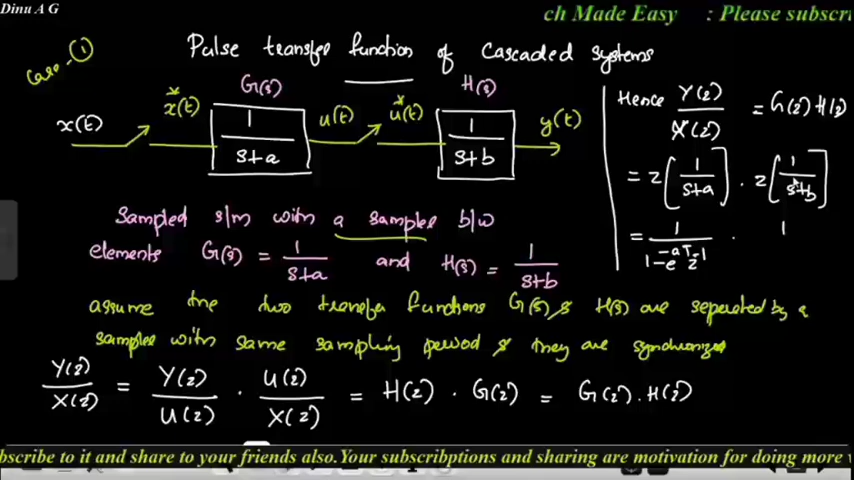 Dinu A G
ch Made Easy : Please subscri
Case-①
Pulse transfer function of Cascaded systems
G(s)
H(s)
x(t)
x*(t)
1/(s+a)
u(t)
u*(t)
1/(s+b)
y(t)
Hence Y(z)/X(z) = G(z) H(z)
= z[1/(s+a)] . z[1/(s+b)]
= 1/(1-e^-aT z^-1) . 1
Sampled s/m with a sampler b/w
elements G(s) = 1/(s+a) and H(s) = 1/(s+b)
assume the two transfer functions G(s) & H(s) are separated by a
sampler with same sampling period & they are synchronized
Y(z)/X(z) = Y(z)/U(z) . U(z)/X(z) = H(z) . G(z) = G(z) . H(z)
bscribe to it and share to your friends also.Your subscribptions and sharing are motivation for doing more v